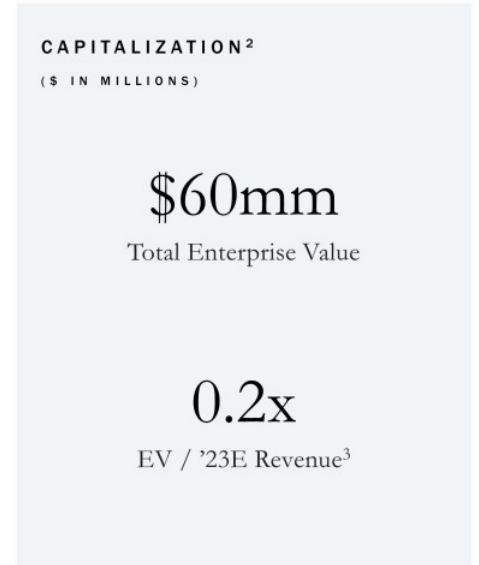 CAPITALIZATION²
($ IN MILLIONS)
$60mm
Total Enterprise Value
0.2x
EV / ’23E Revenue³